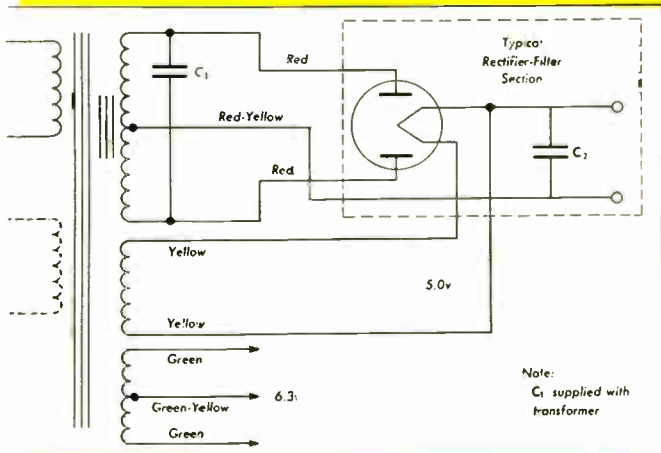 Typical
Rectifier-Filter
Section
Red
C1
Red-Yellow
C2
Red
Yellow
5.0v
Yellow
Green
6.3v
Green-Yellow
Green
Note:
C1 supplied with
transformer